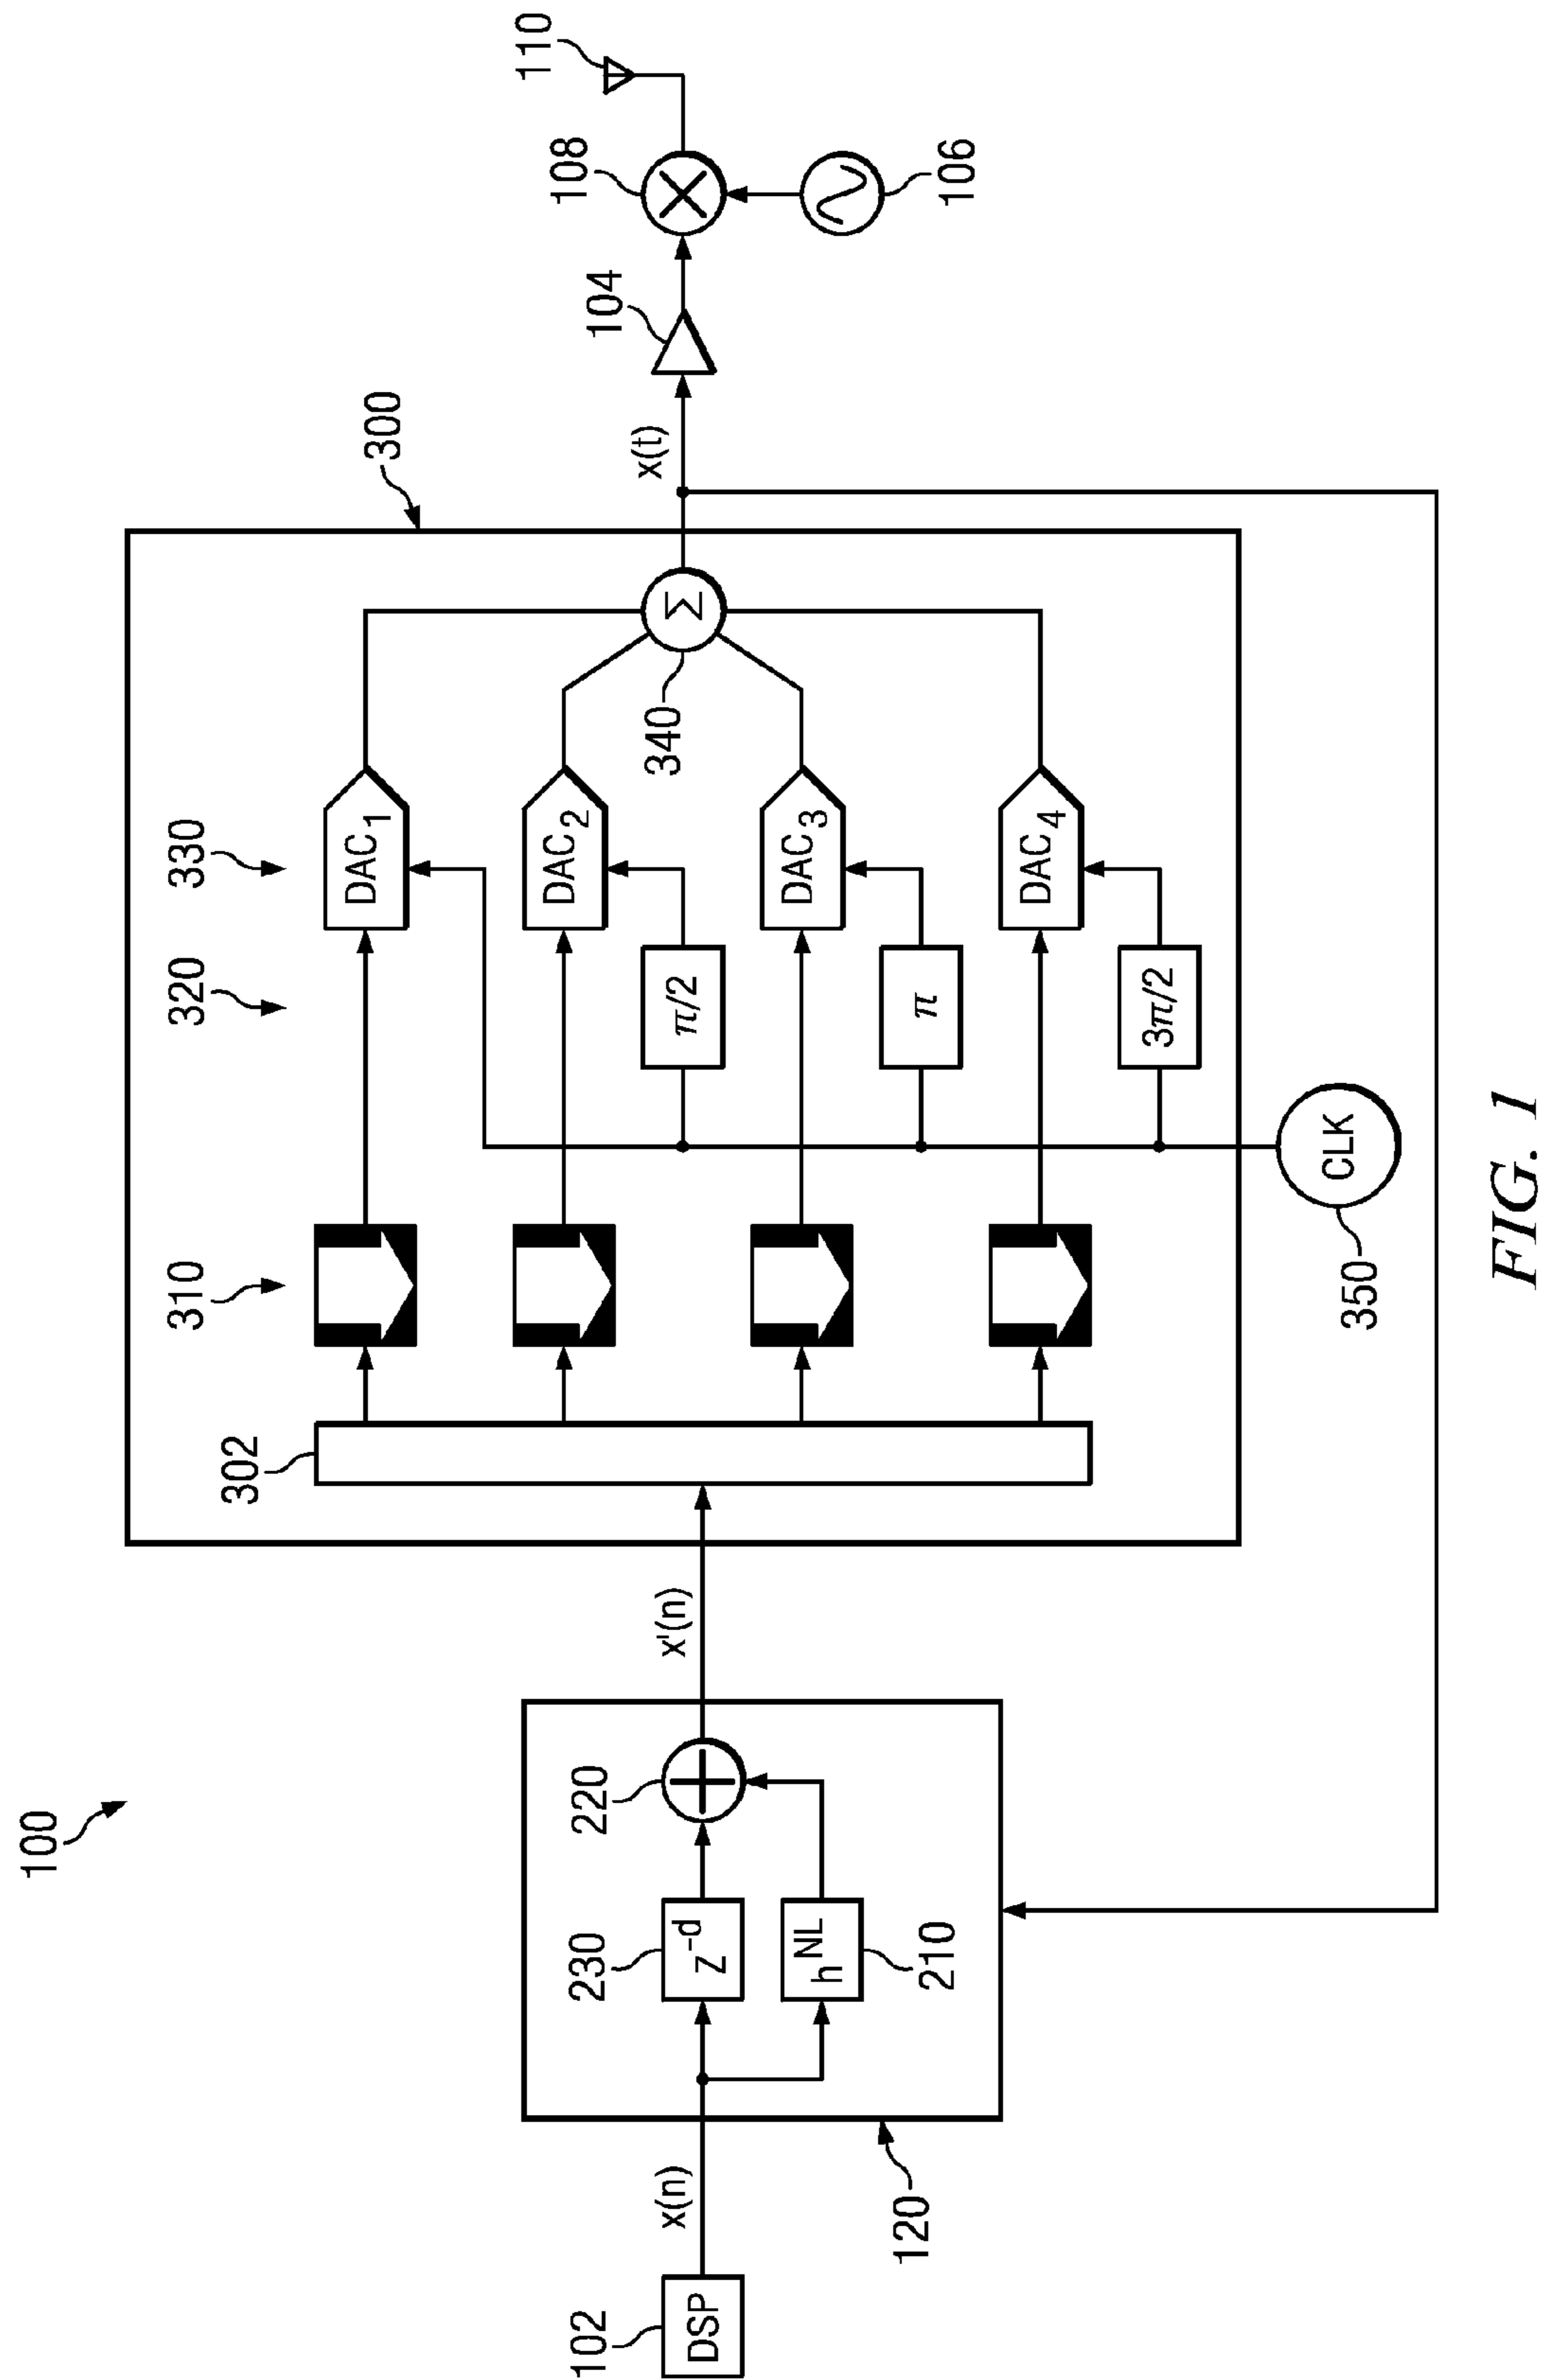 100
102
DSP
x(n)
120
230
z⁻ᵈ
210
hᴺᴸ
220
x'(n)
300
302
310
320
330
DAC₁
DAC₂
π/2
DAC₃
π
DAC₄
3π/2
CLK
350
340
Σ
x(t)
104
108
106
110
FIG. 1